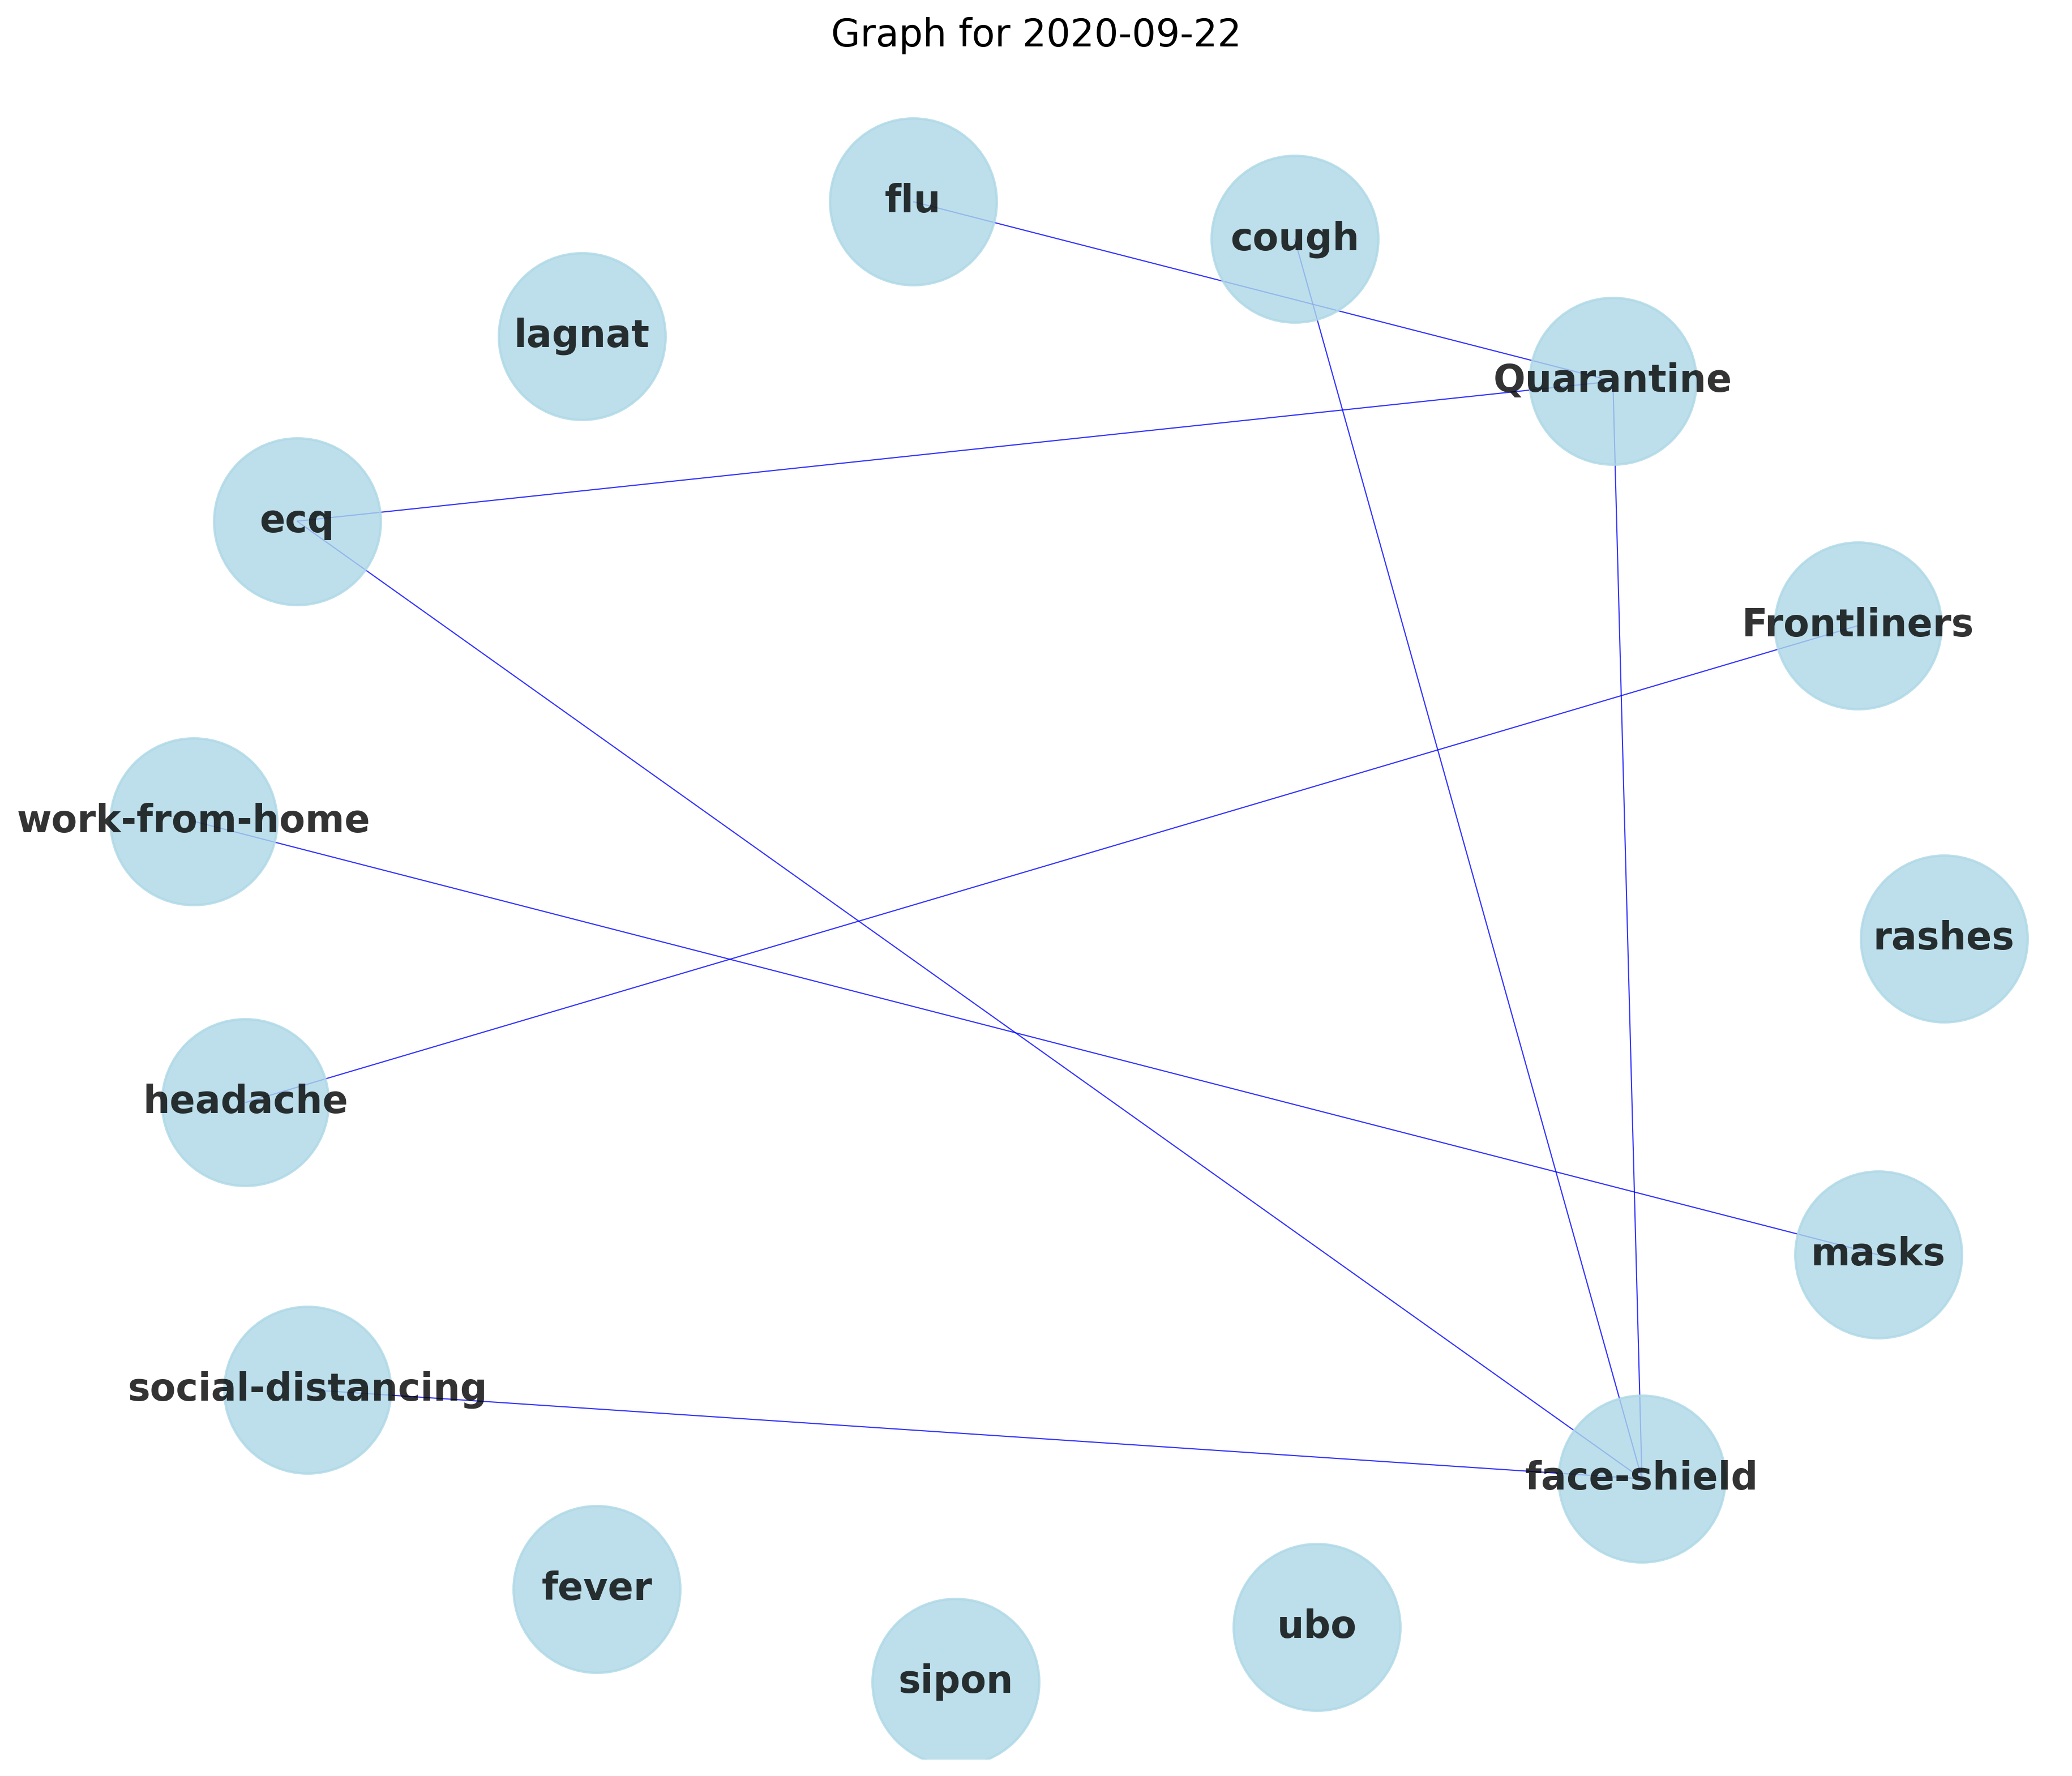 Graph for 2020-09-22
flu
cough
lagnat
Quarantine
ecq
Frontliners
work-from-home
rashes
headache
masks
social-distancing
face-shield
fever
ubo
sipon